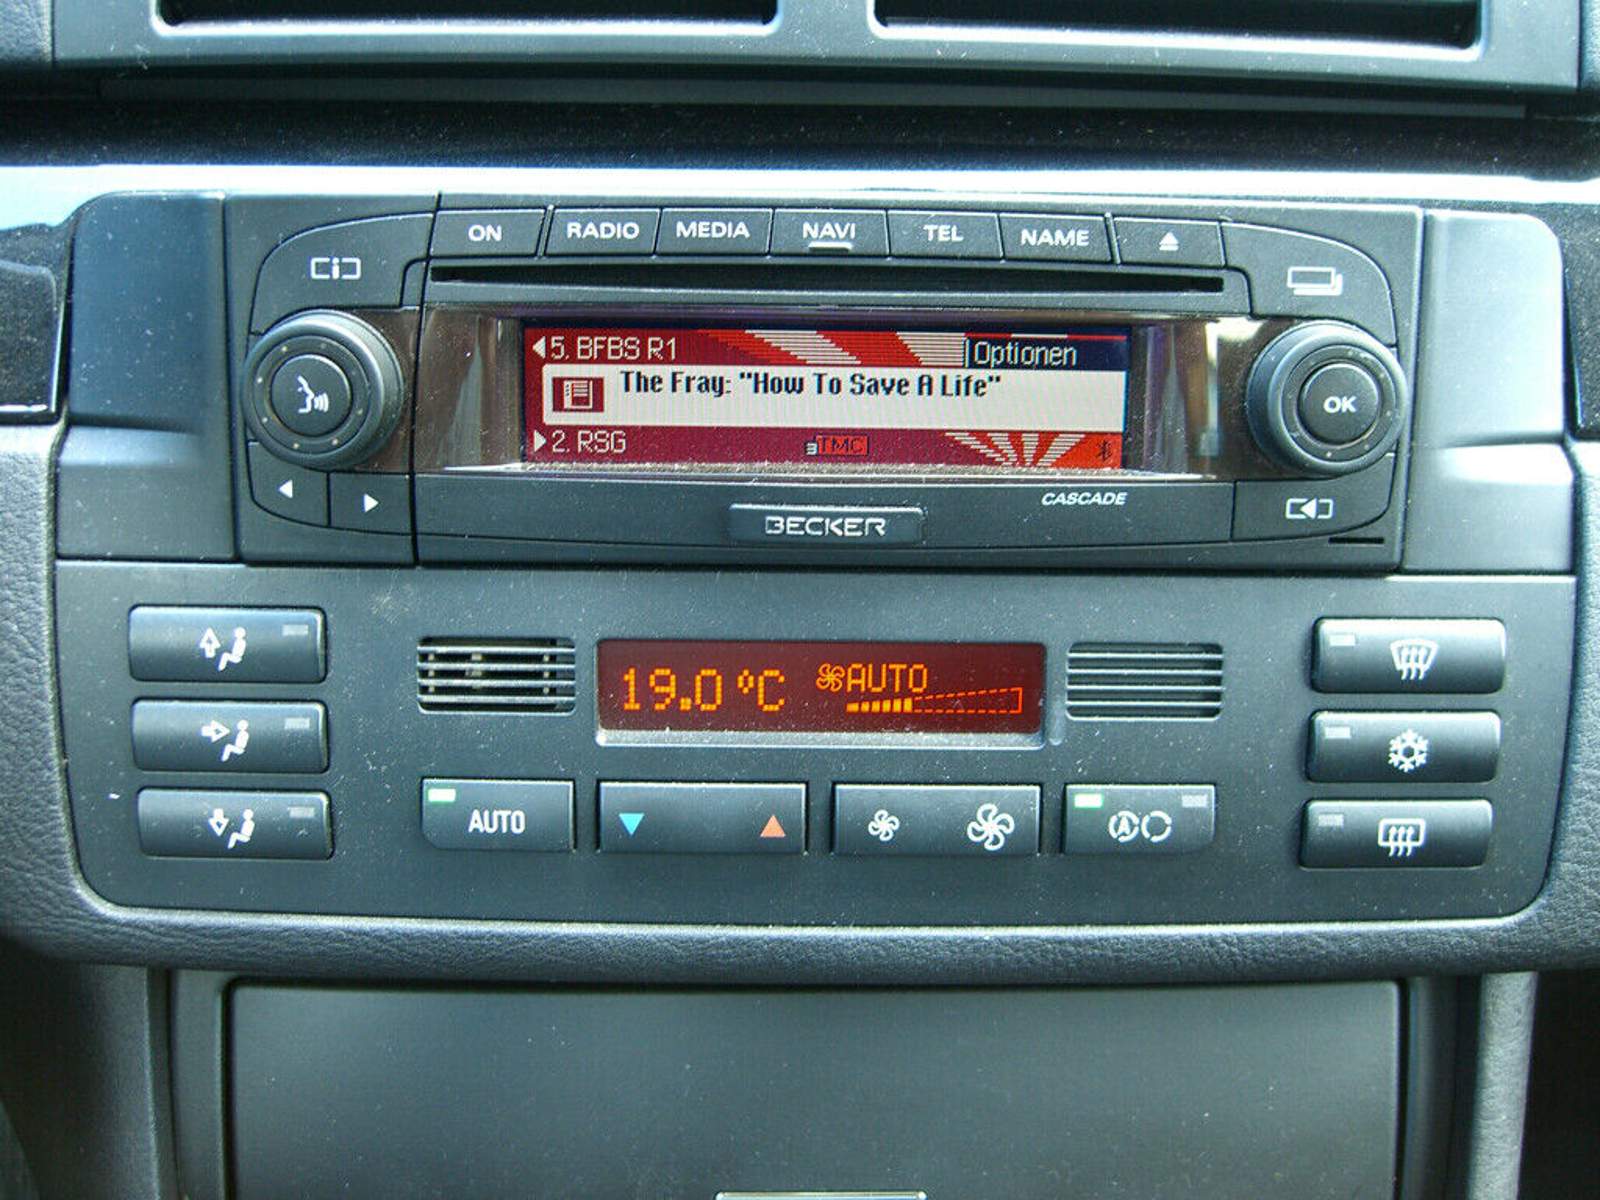 ON RADIO MEDIA NAVI TEL NAME
5. BFBS R1 Optionen
The Fray: "How To Save A Life"
OK
2. RSG 3 TMC
CASCADE
BECKER
19.0 °C AUTO
AUTO
A